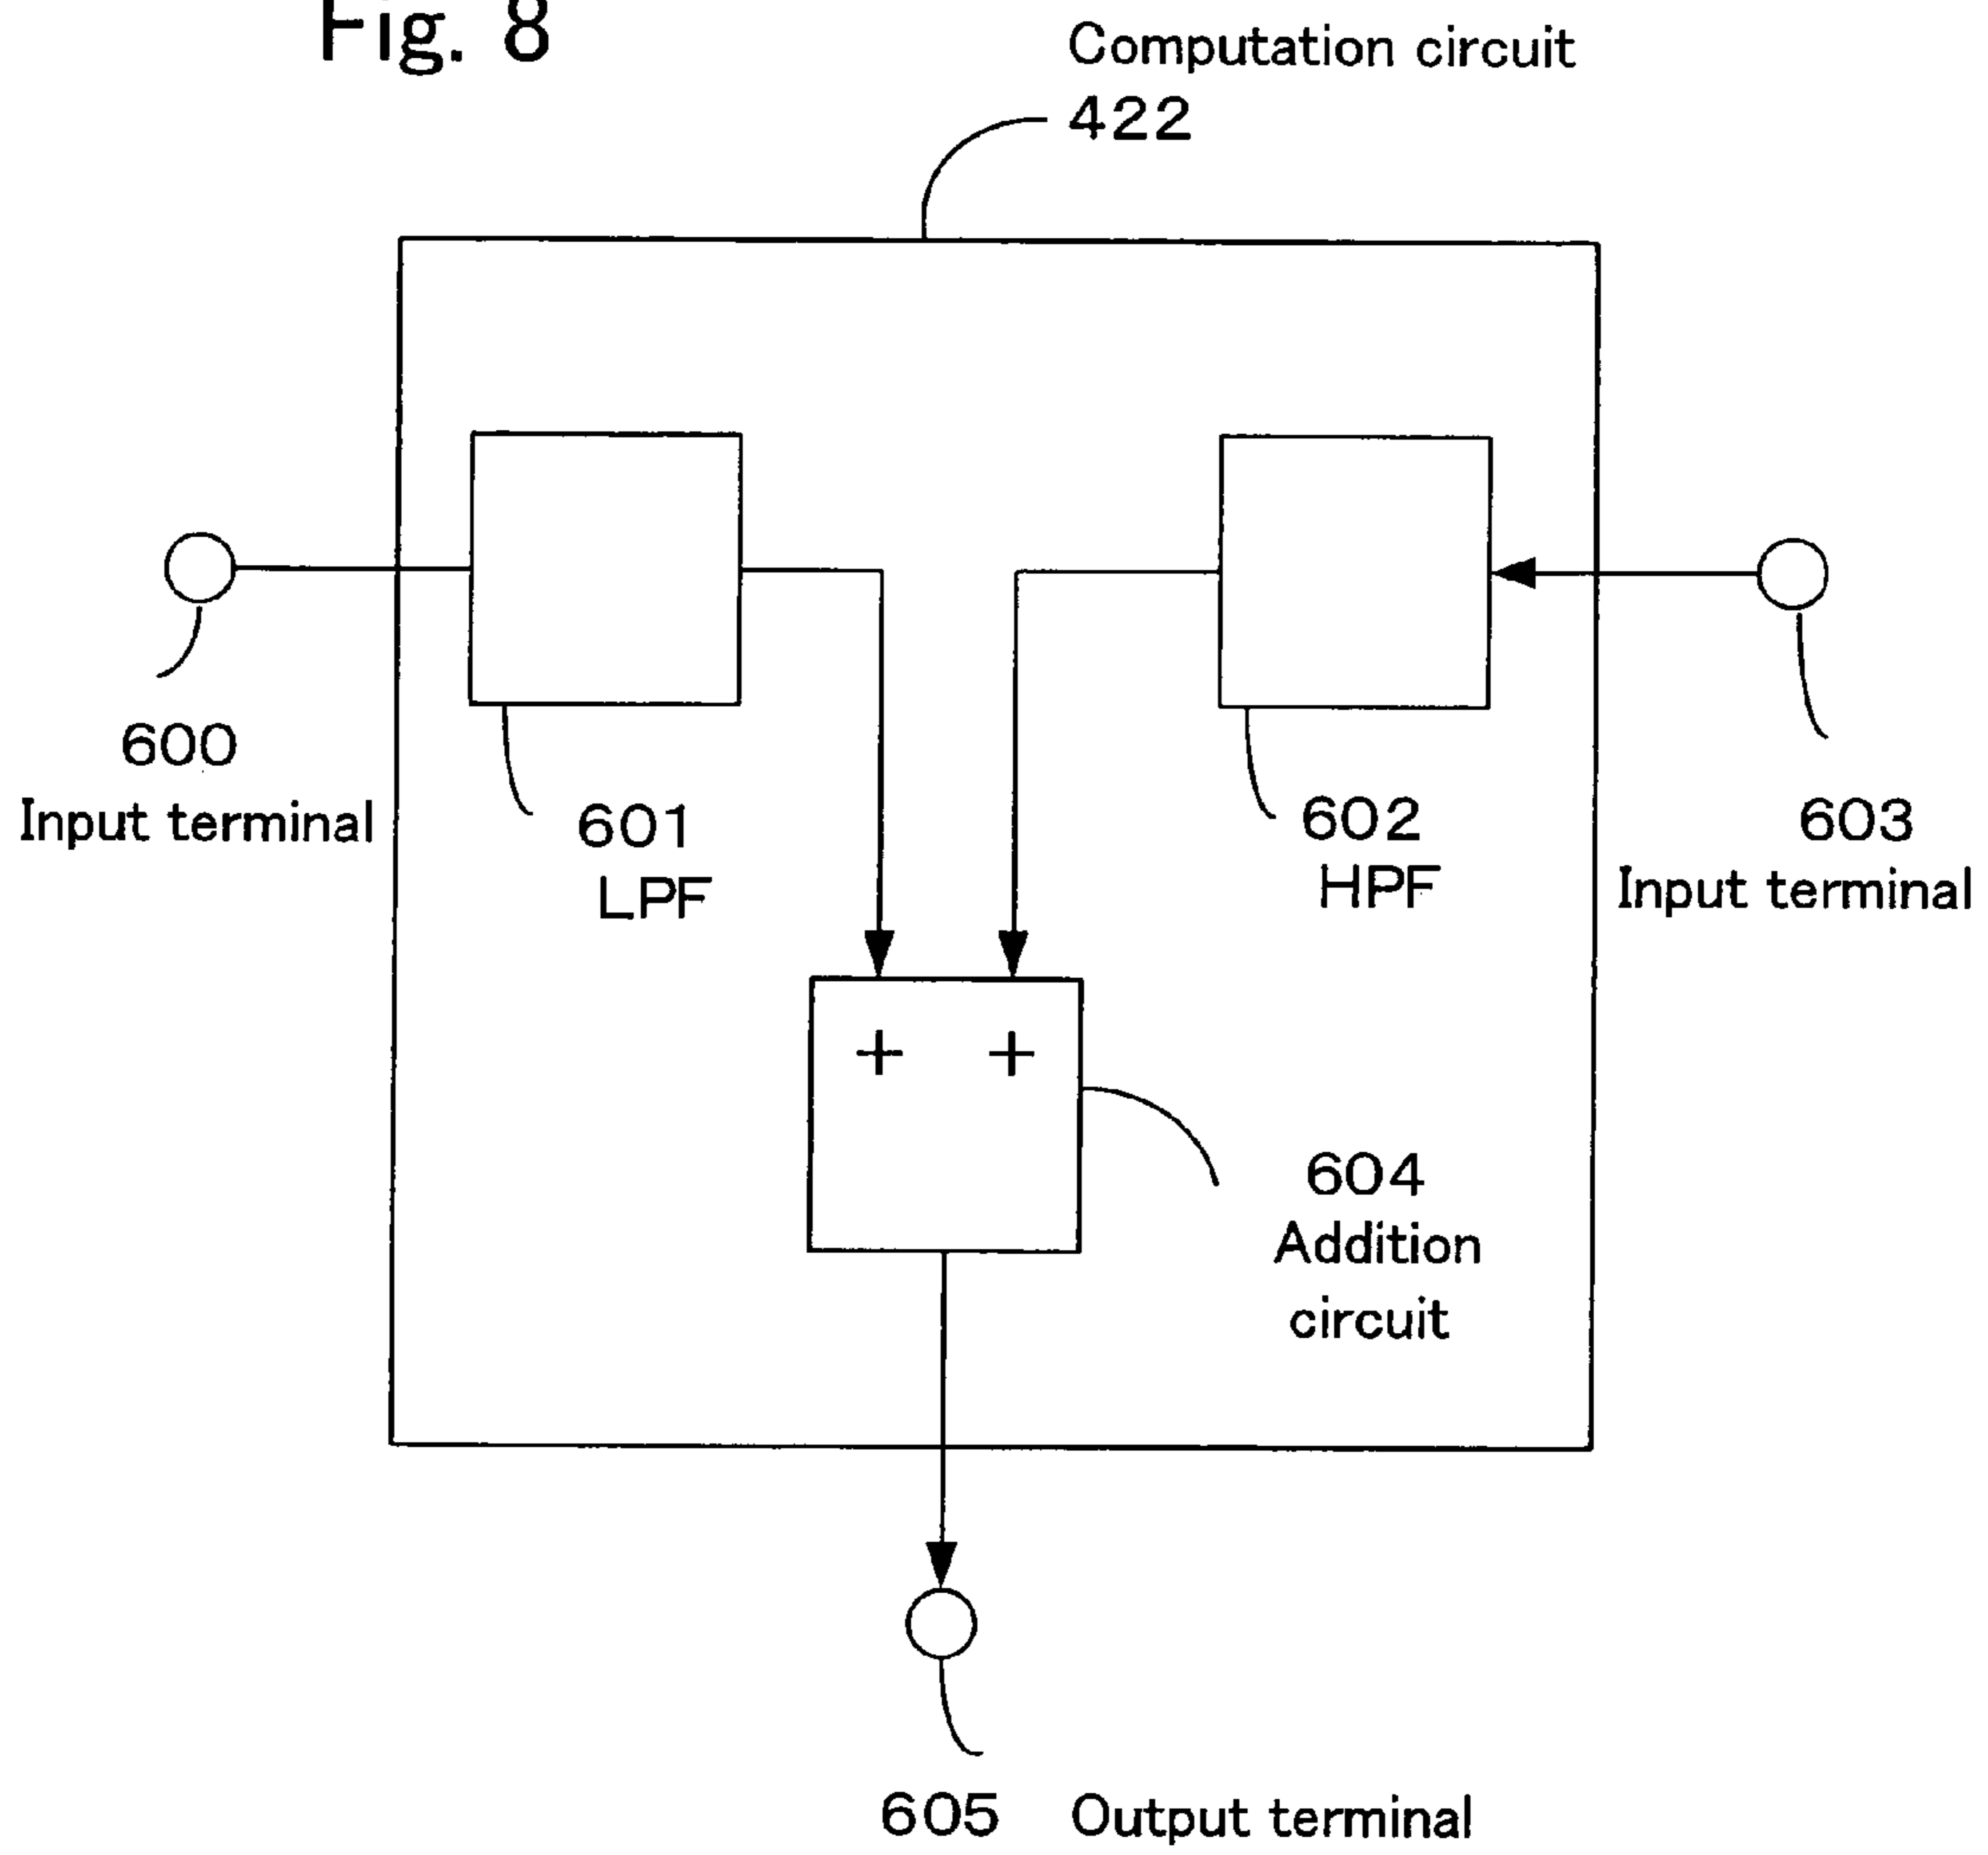 Fig. 8
Computation circuit
422
600
Input terminal
601
LPF
602
HPF
603
Input terminal
+ +
604
Addition
circuit
605 Output terminal